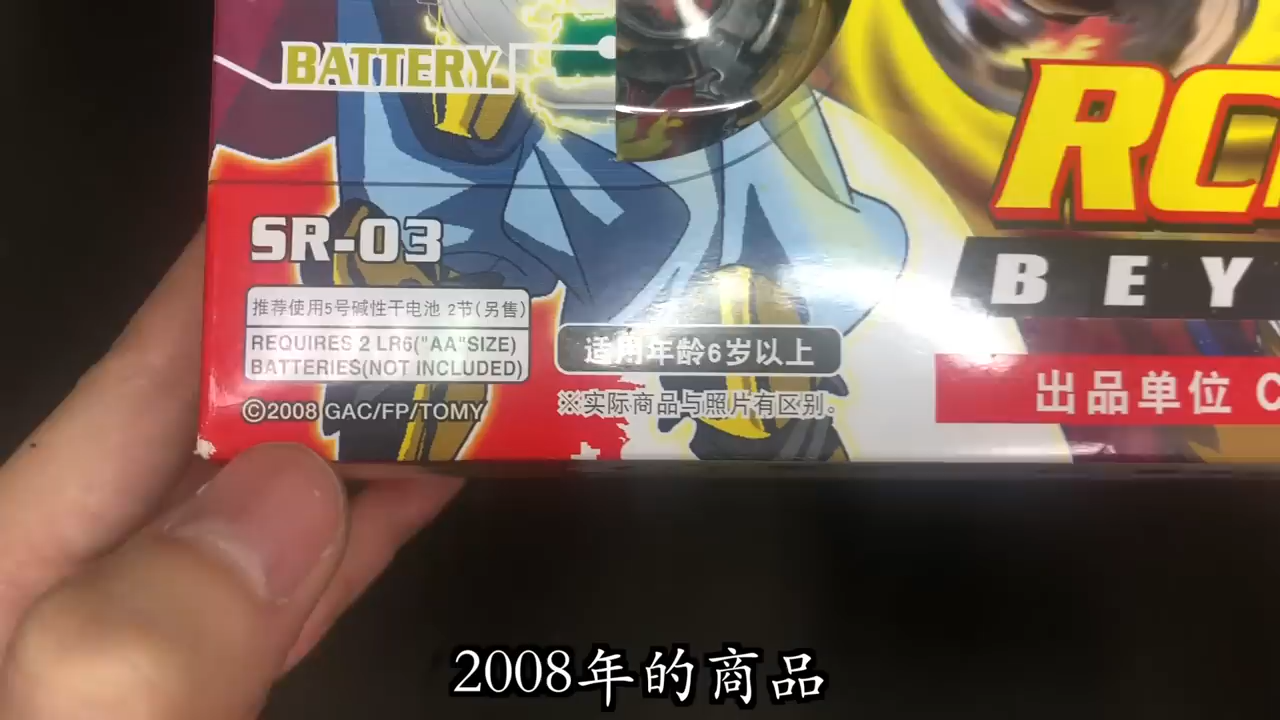 BATTERY
RC
BEY
SR-03
推荐使用5号碱性干电池 2节(另售)
REQUIRES 2 LR6("AA"SIZE)
BATTERIES(NOT INCLUDED)
适用年龄6岁以上
出品单位 C
©2008 GAC/FP/TOMY
※实际商品与照片有区别。
2008年的商品